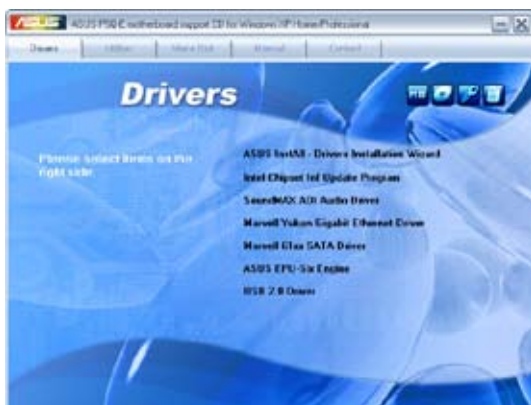 ASUS P5Q-E motherboard support CD for Windows XP Home/Professional
Drivers Utilities Make Disk Manual Contact
Drivers
Please select items on the
right side.
ASUS InstAll - Drivers Installation Wizard
Intel Chipset Inf Update Program
SoundMAX ADI Audio Driver
Marvell Yukon Gigabit Ethernet Driver
Marvell 61xx SATA Driver
ASUS EPU-Six Engine
USB 2.0 Driver